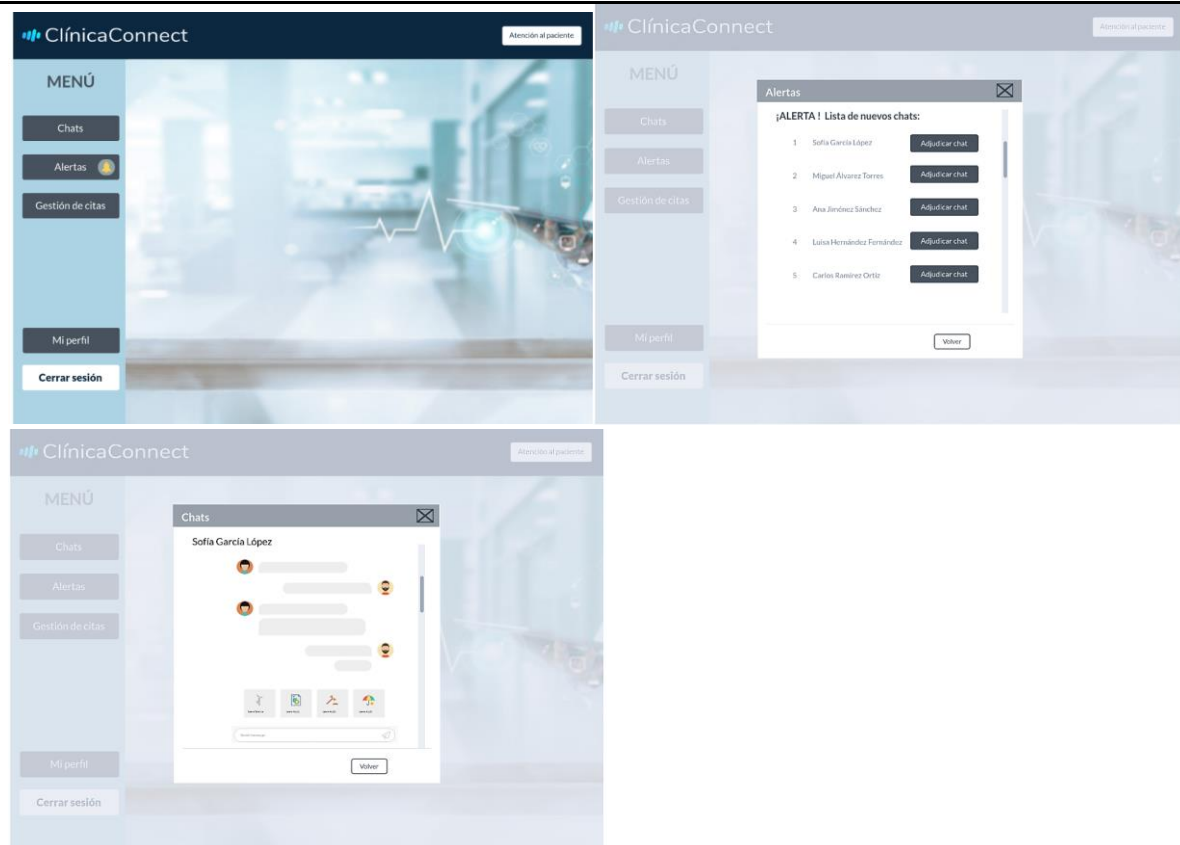 ClínicaConnect
Atención al paciente
MENÚ
Chats
Alertas
Gestión de citas
Mi perfil
Cerrar sesión
ClínicaConnect
Atención al paciente
MENÚ
Chats
Alertas
Gestión de citas
Mi perfil
Cerrar sesión
Alertas
¡ALERTA ! Lista de nuevos chats:
1 Sofía García López Adjudicar chat
2 Miguel Álvarez Torres Adjudicar chat
3 Ana Jiménez Sánchez Adjudicar chat
4 Luisa Hernández Fernández Adjudicar chat
5 Carlos Ramírez Ortiz Adjudicar chat
Volver
ClínicaConnect
Atención al paciente
MENÚ
Chats
Alertas
Gestión de citas
Mi perfil
Cerrar sesión
Chats
Sofía García López
Volver